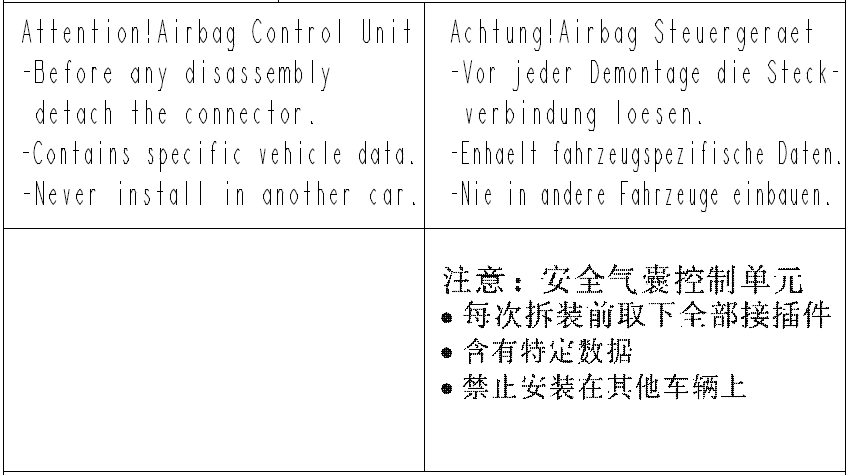 Attention!Airbag Control Unit
-Before any disassembly
detach the connector.
-Contains specific vehicle data.
-Never install in another car.
Achtung!Airbag Steuergeraet
-Vor jeder Demontage die Steck-
verbindung loesen.
-Enhaelt fahrzeugspezifische Daten.
-Nie in andere Fahrzeuge einbauen.
注意：安全气囊控制单元
● 每次拆装前取下全部接插件
● 含有特定数据
● 禁止安装在其他车辆上